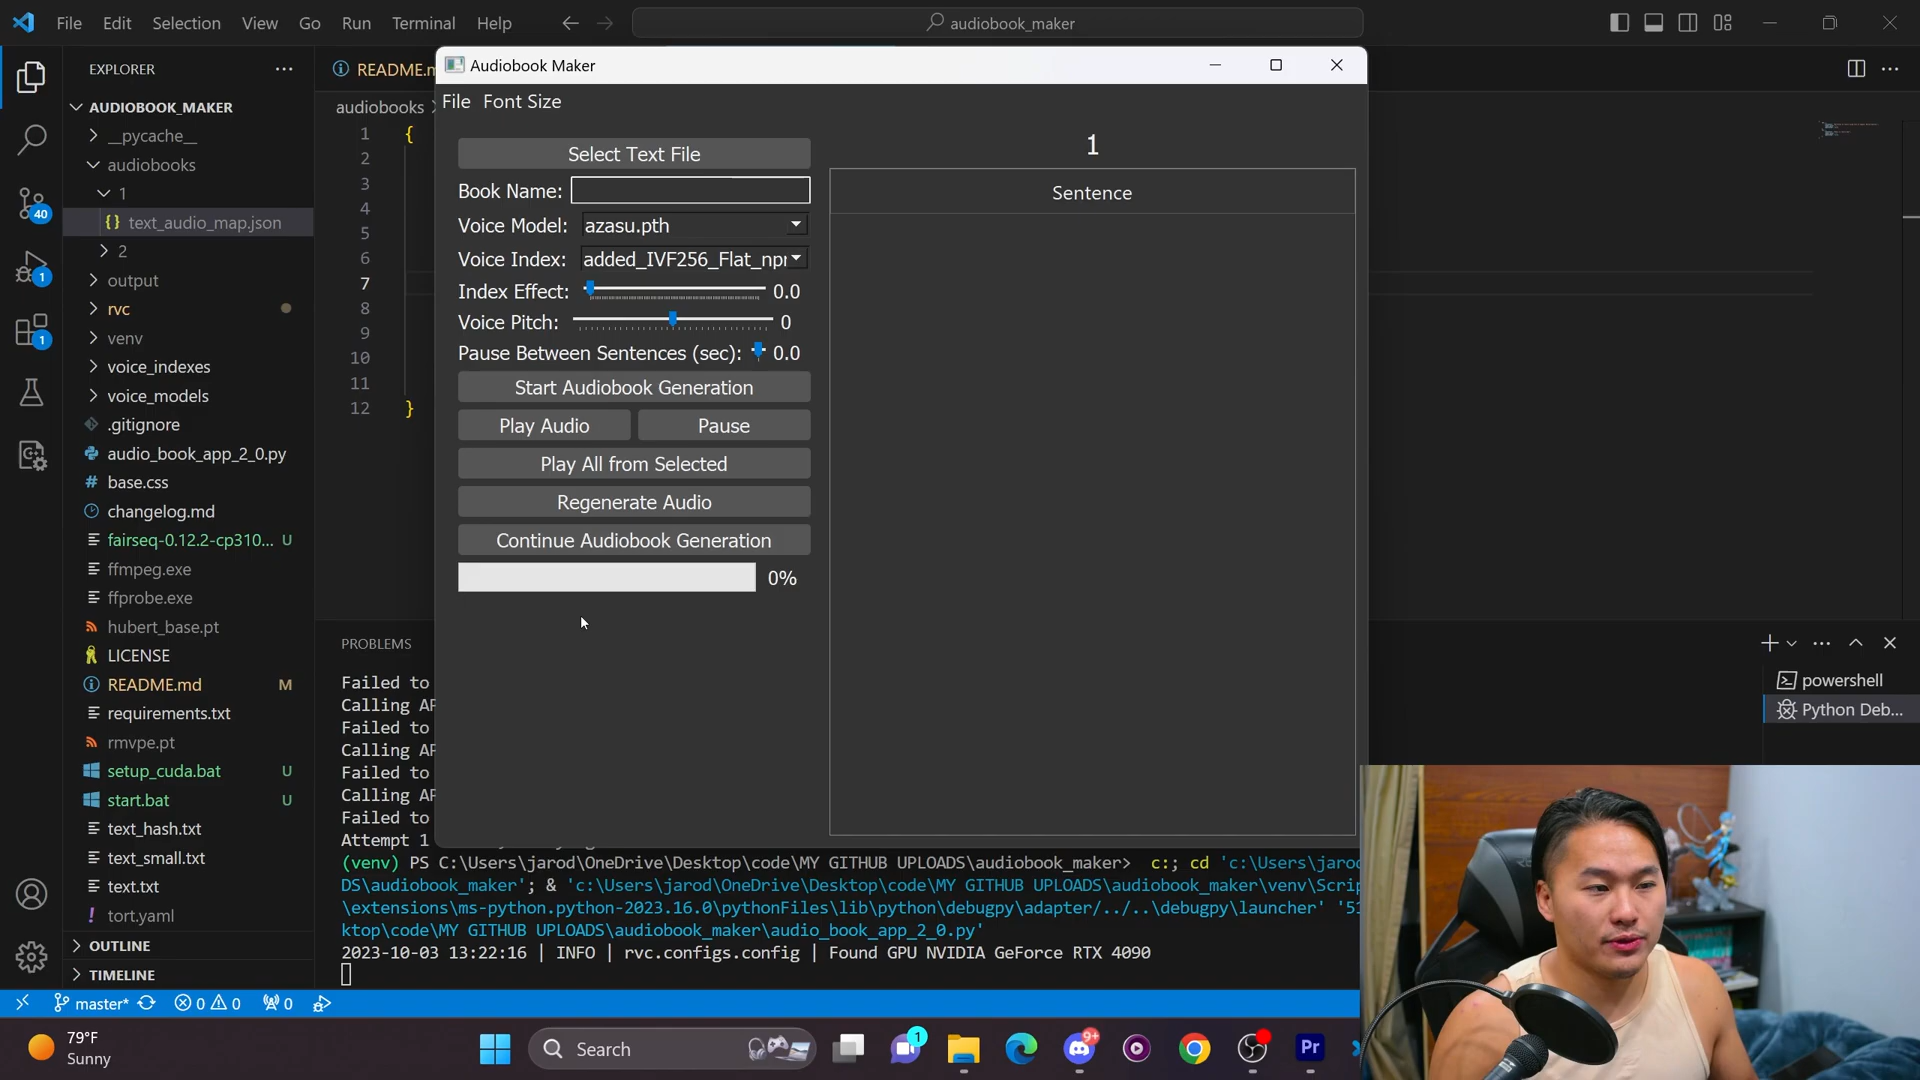 File Edit Selection View Go Run Terminal Help
audiobook_maker
EXPLORER
README.m
Audiobook Maker
AUDIOBOOK_MAKER
__pycache__
audiobooks
1
text_audio_map.json
2
output
rvc
venv
voice_indexes
voice_models
.gitignore
audio_book_app_2_0.py
base.css
changelog.md
fairseq-0.12.2-cp310... U
ffmpeg.exe
ffprobe.exe
hubert_base.pt
LICENSE
README.md M
requirements.txt
rmvpe.pt
setup_cuda.bat U
start.bat U
text_hash.txt
text_small.txt
text.txt
tort.yaml
OUTLINE
TIMELINE
40
1
1
audiobooks
1 {
2
3
4
5
6
7
8
9
10
11
12 }
File Font Size
Select Text File
Book Name:
Voice Model: azasu.pth
Voice Index: added_IVF256_Flat_npr
Index Effect: 0.0
Voice Pitch: 0
Pause Between Sentences (sec): 0.0
Start Audiobook Generation
Play Audio Pause
Play All from Selected
Regenerate Audio
Continue Audiobook Generation
0%
1
Sentence
PROBLEMS
powershell
Python Deb...
Failed to
Calling AP
Failed to
Calling AP
Failed to
Calling AP
Failed to
Attempt 1
(venv) PS C:\Users\jarod\OneDrive\Desktop\code\MY GITHUB UPLOADS\audiobook_maker> c:; cd 'c:\Users\jarod
DS\audiobook_maker'; & 'c:\Users\jarod\OneDrive\Desktop\code\MY GITHUB UPLOADS\audiobook_maker\venv\Scrip
\extensions\ms-python.python-2023.16.0\pythonFiles\lib\python\debugpy\adapter/../..\debugpy\launcher' '5
ktop\code\MY GITHUB UPLOADS\audiobook_maker\audio_book_app_2_0.py'
2023-10-03 13:22:16 | INFO | rvc.configs.config | Found GPU NVIDIA GeForce RTX 4090
master* 0 0 0
79°F
Sunny
Search
1
9+
Pr